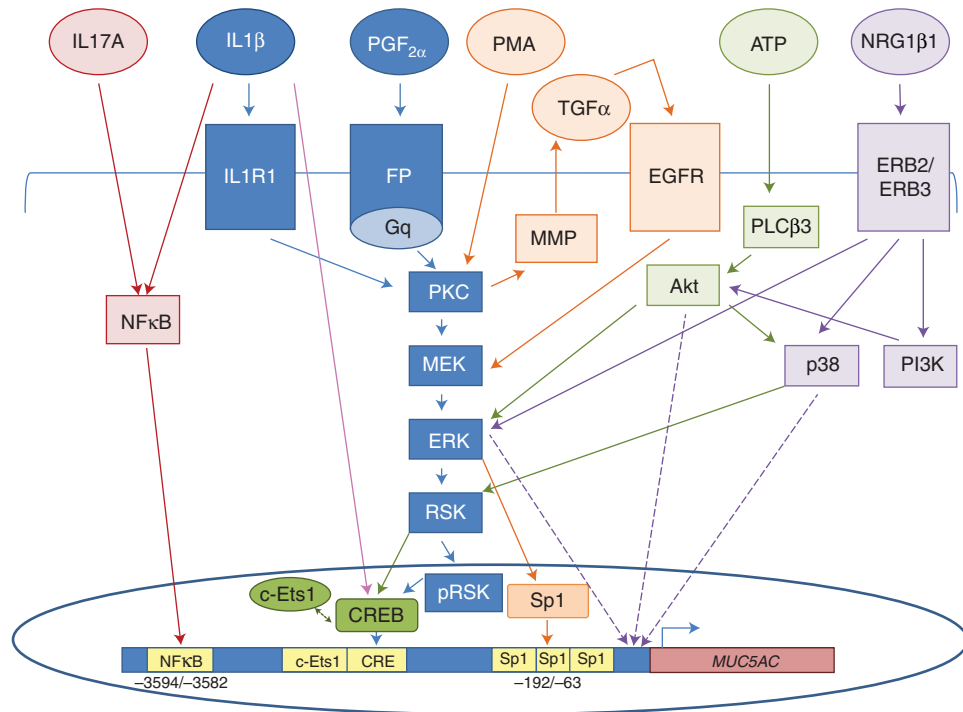 IL17A
IL1β
PGF2α
PMA
ATP
NRG1β1
TGFα
IL1R1
FP
EGFR
ERB2/
ERB3
Gq
MMP
PLCβ3
PKC
Akt
NFκB
MEK
p38
PI3K
ERK
RSK
c-Ets1
pRSK
CREB
Sp1
NFκB
c-Ets1
CRE
Sp1
Sp1
Sp1
MUC5AC
–3594/–3582
–192/–63